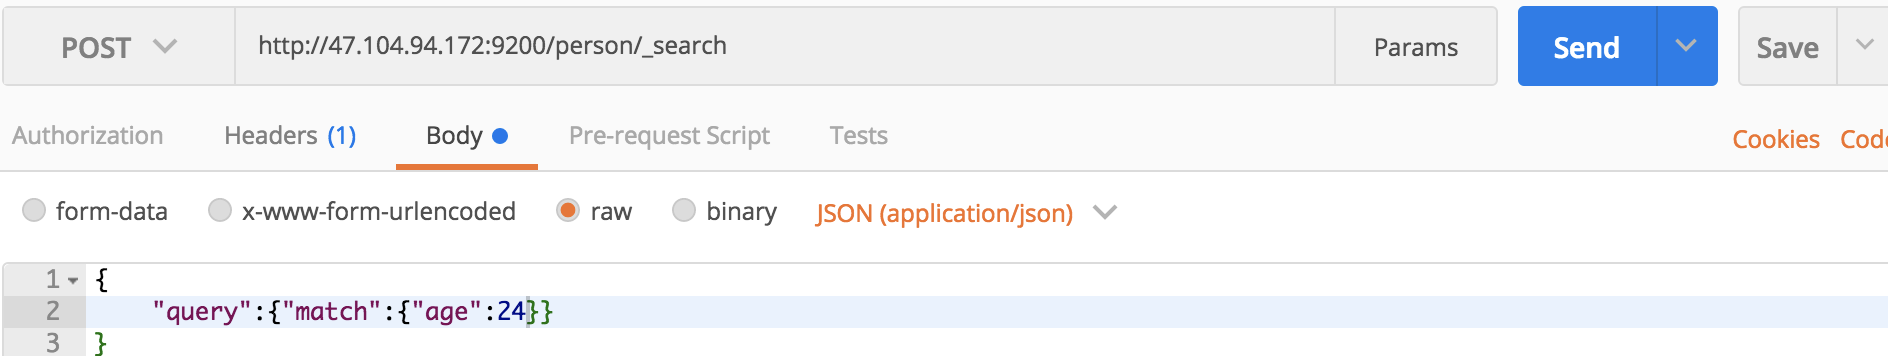 POST http://47.104.94.172:9200/person/_search Params Send Save
Authorization Headers (1) Body Pre-request Script Tests Cookies Code
form-data x-www-form-urlencoded raw binary JSON (application/json)
1 {
2 "query":{"match":{"age":24}}
3 }